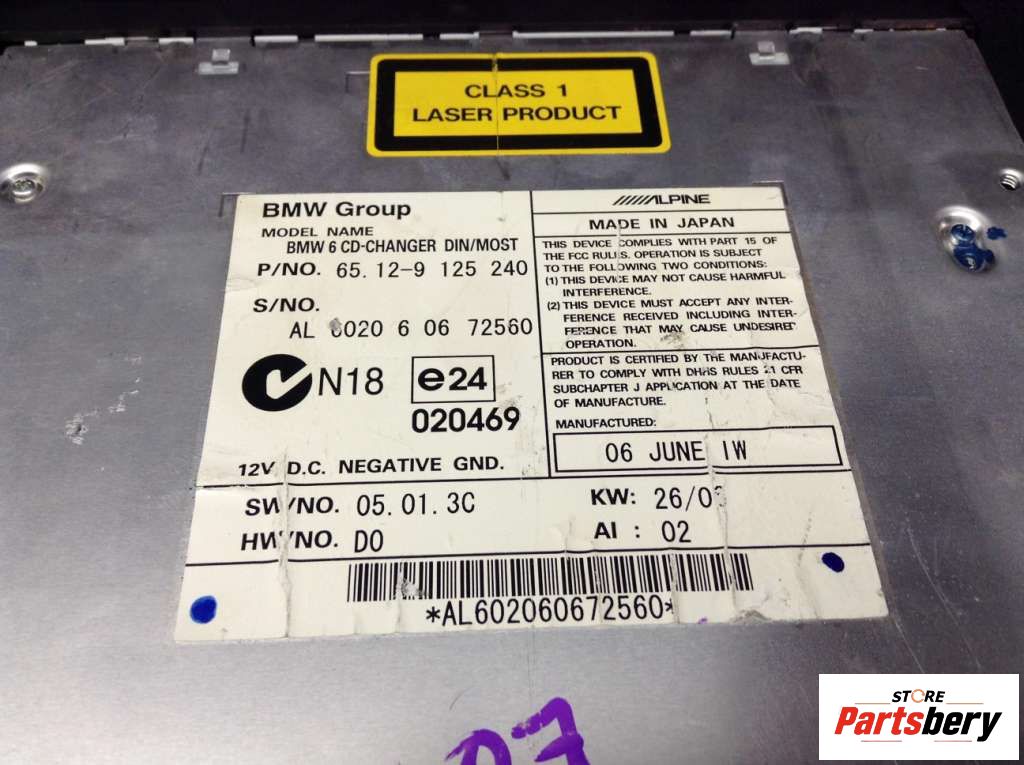 CLASS 1
LASER PRODUCT
BMW Group
MODEL NAME
BMW 6 CD-CHANGER DIN/MOST
P/NO. 65.12-9 125 240
S/NO.
AL 6020 6 06 72560
N18
e24
020469
12V D.C. NEGATIVE GND.
ALPINE
MADE IN JAPAN
THIS DEVICE COMPLIES WITH PART 15 OF
THE FCC RULES. OPERATION IS SUBJECT
TO THE FOLLOWING TWO CONDITIONS:
(1) THIS DEVICE MAY NOT CAUSE HARMFUL
INTERFERENCE.
(2) THIS DEVICE MUST ACCEPT ANY INTER-
FERENCE RECEIVED INCLUDING INTER-
FERENCE THAT MAY CAUSE UNDESIRED
OPERATION.
PRODUCT IS CERTIFIED BY THE MANUFACTU-
RER TO COMPLY WITH DHHS RULES 21 CFR
SUBCHAPTER J APPLICATION AT THE DATE
OF MANUFACTURE.
MANUFACTURED:
06 JUNE IW
SW/NO. 05.01.3C
KW: 26/0
HW/NO. D0
AI : 02
*AL602060672560*
STORE
Partsbery